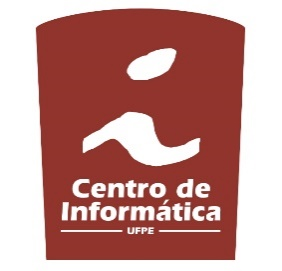 Centro de
Informática
UFPE